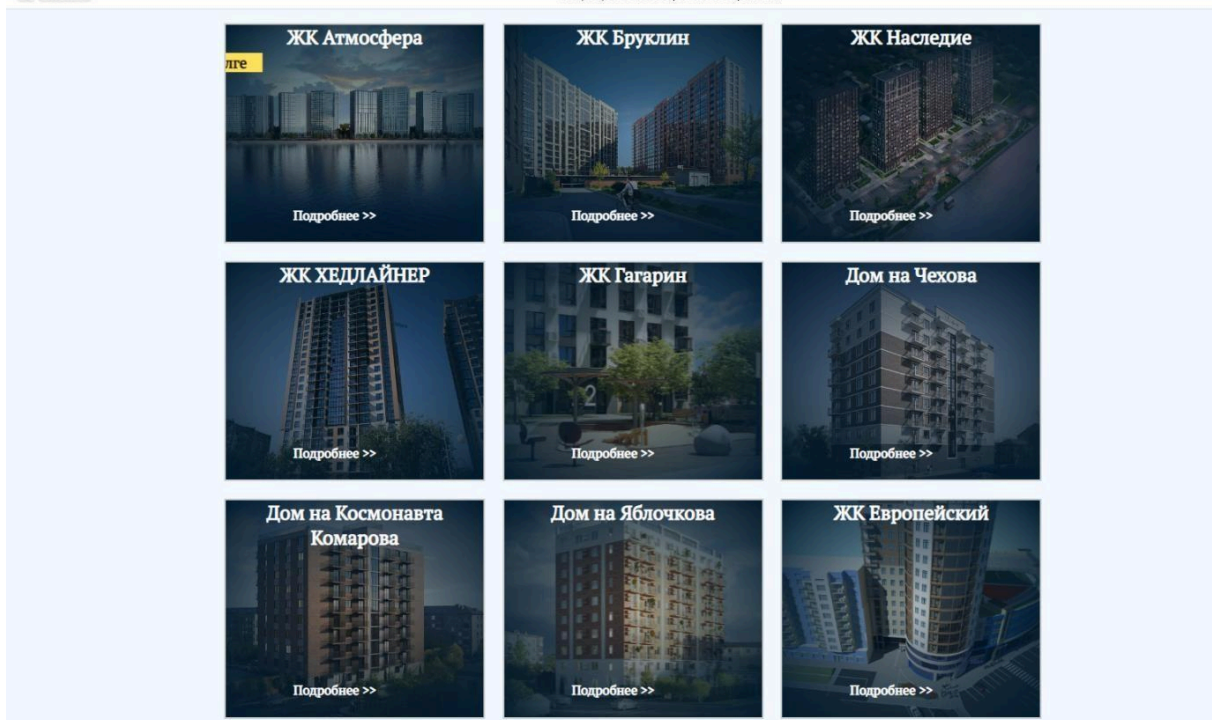 ЖК Атмосфера
лге
Подробнее >>
ЖК Бруклин
Подробнее >>
ЖК Наследие
Подробнее >>
ЖК ХЕДЛАЙНЕР
Подробнее >>
ЖК Гагарин
2
Подробнее >>
Дом на Чехова
Подробнее >>
Дом на Космонавта
Комарова
Подробнее >>
Дом на Яблочкова
Подробнее >>
ЖК Европейский
Подробнее >>